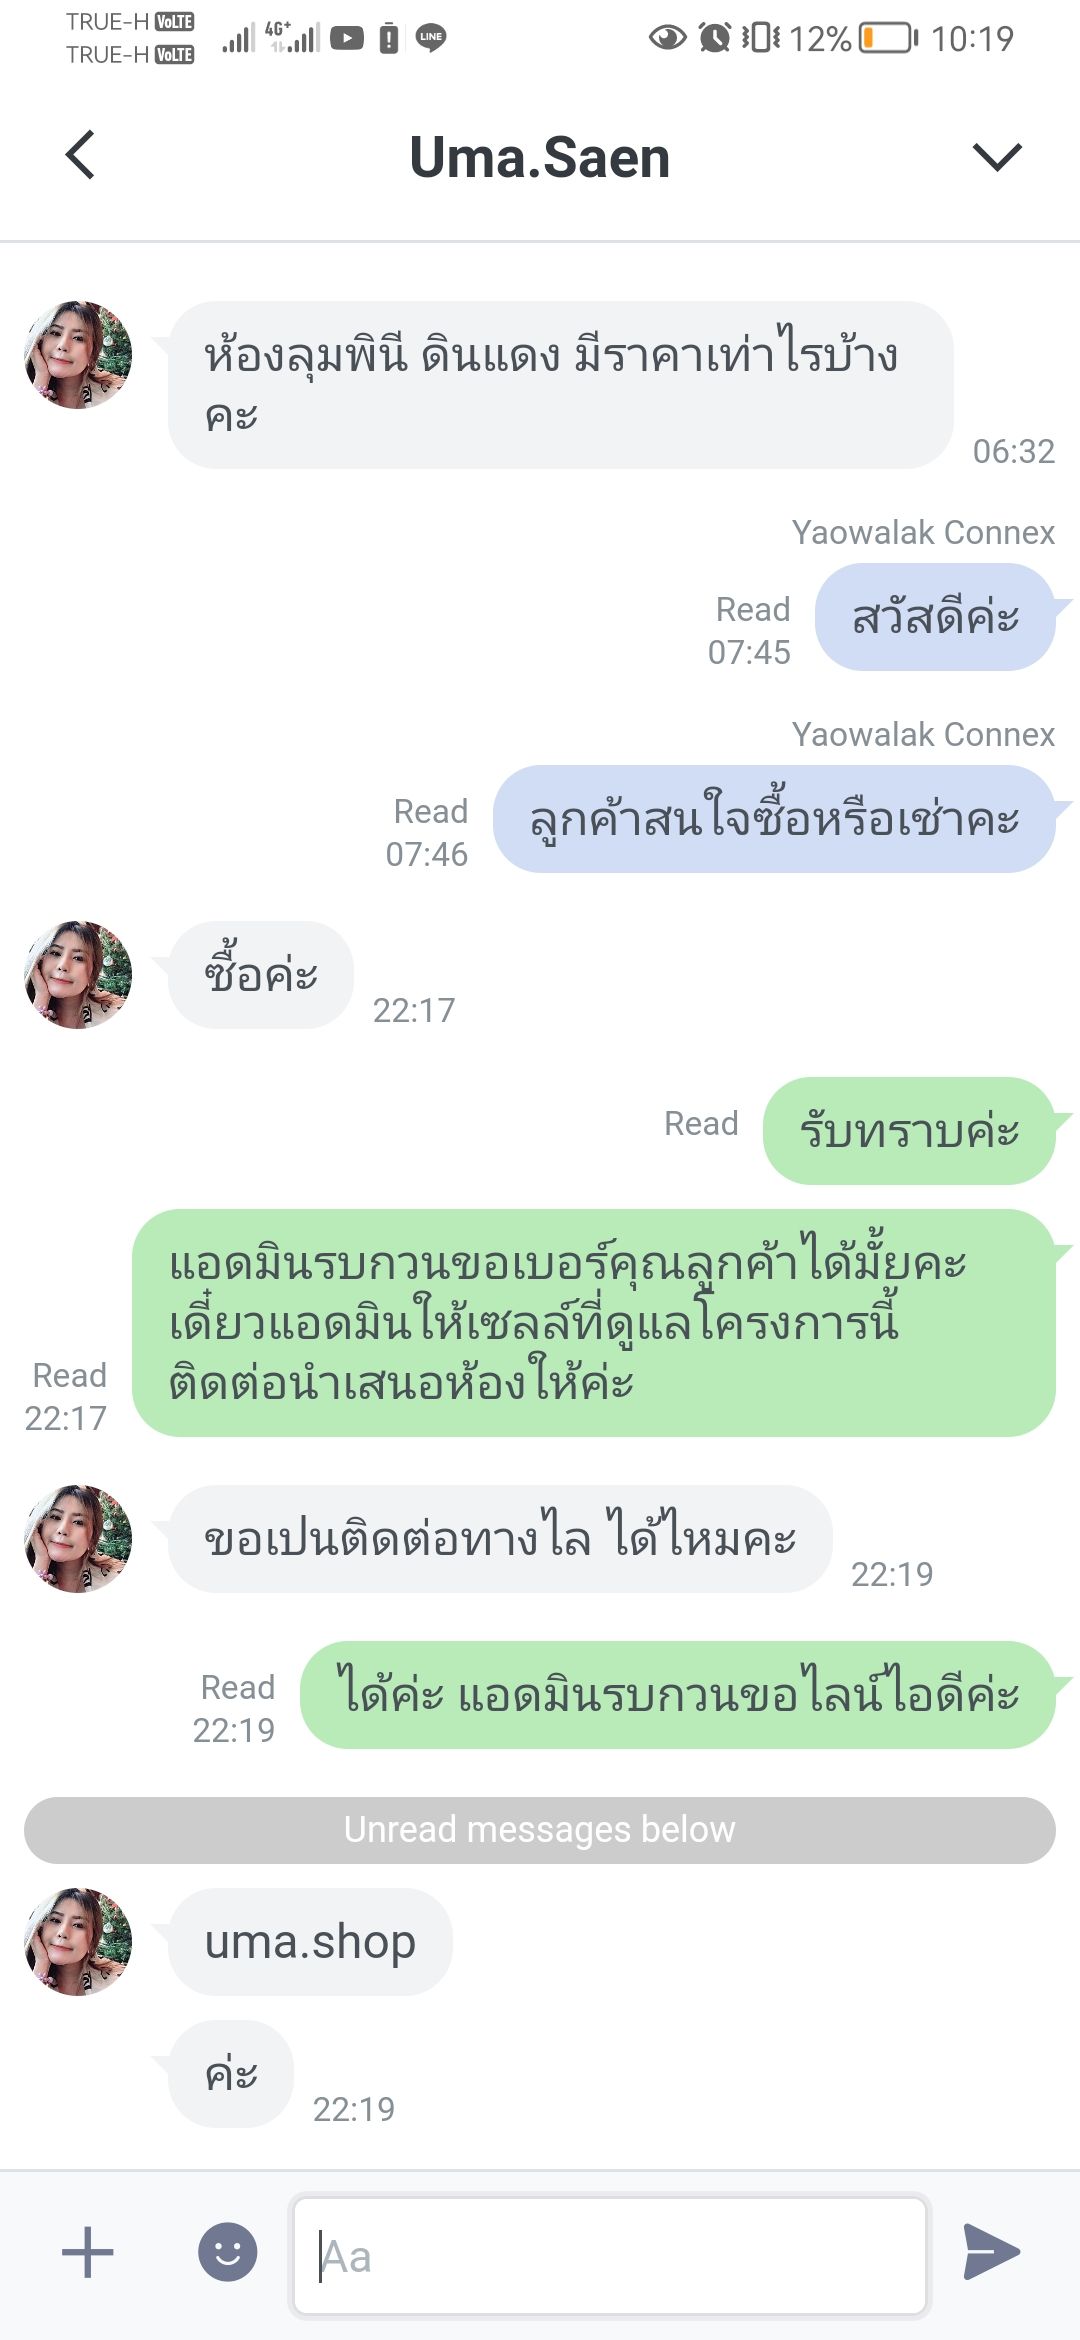 TRUE-H VoLTE
TRUE-H VoLTE
4G+
LINE
12%
10:19
Uma.Saen
ห้องลุมพินี ดินแดง มีราคาเท่าไรบ้าง
คะ
06:32
Yaowalak Connex
สวัสดีค่ะ
Read
07:45
Yaowalak Connex
ลูกค้าสนใจซื้อหรือเช่าคะ
Read
07:46
ซื้อค่ะ
22:17
Read
รับทราบค่ะ
แอดมินรบกวนขอเบอร์คุณลูกค้าได้มั้ยคะ
เดี๋ยวแอดมินให้เซลล์ที่ดูแลโครงการนี้
ติดต่อนำเสนอห้องให้ค่ะ
Read
22:17
ขอเปนติดต่อทางไล ได้ไหมคะ
22:19
ได้ค่ะ แอดมินรบกวนขอไลน์ไอดีค่ะ
Read
22:19
Unread messages below
uma.shop
ค่ะ
22:19
Aa